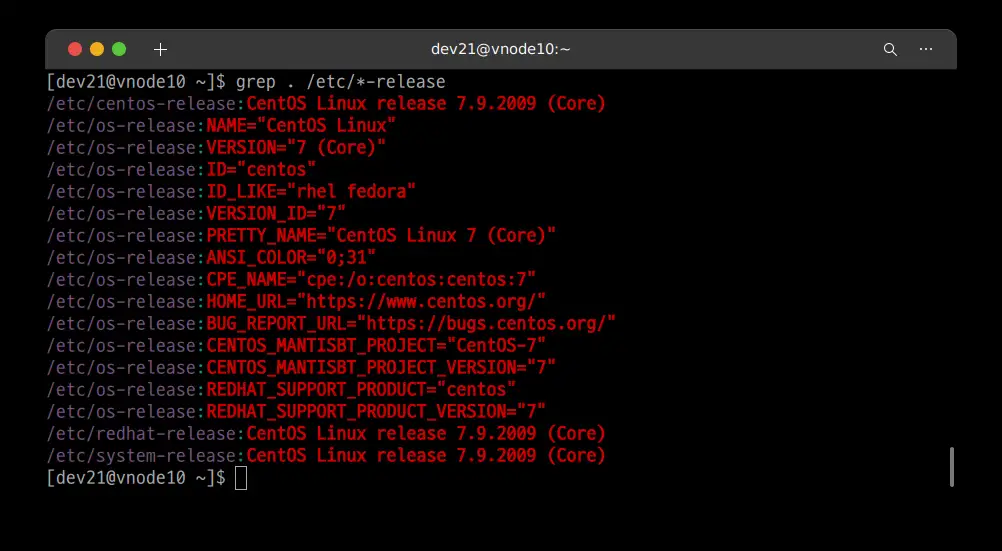 dev21@vnode10:~
[dev21@vnode10 ~]$ grep . /etc/*-release
/etc/centos-release:CentOS Linux release 7.9.2009 (Core)
/etc/os-release:NAME="CentOS Linux"
/etc/os-release:VERSION="7 (Core)"
/etc/os-release:ID="centos"
/etc/os-release:ID_LIKE="rhel fedora"
/etc/os-release:VERSION_ID="7"
/etc/os-release:PRETTY_NAME="CentOS Linux 7 (Core)"
/etc/os-release:ANSI_COLOR="0;31"
/etc/os-release:CPE_NAME="cpe:/o:centos:centos:7"
/etc/os-release:HOME_URL="https://www.centos.org/"
/etc/os-release:BUG_REPORT_URL="https://bugs.centos.org/"
/etc/os-release:CENTOS_MANTISBT_PROJECT="CentOS-7"
/etc/os-release:CENTOS_MANTISBT_PROJECT_VERSION="7"
/etc/os-release:REDHAT_SUPPORT_PRODUCT="centos"
/etc/os-release:REDHAT_SUPPORT_PRODUCT_VERSION="7"
/etc/redhat-release:CentOS Linux release 7.9.2009 (Core)
/etc/system-release:CentOS Linux release 7.9.2009 (Core)
[dev21@vnode10 ~]$